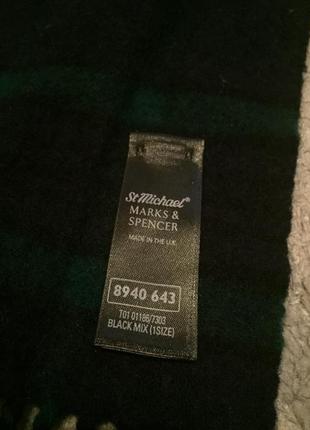 St Michael®
MARKS &
SPENCER
MADE IN THE U.K.
8940 643
T01 01186/7303
BLACK MIX (1SIZE)